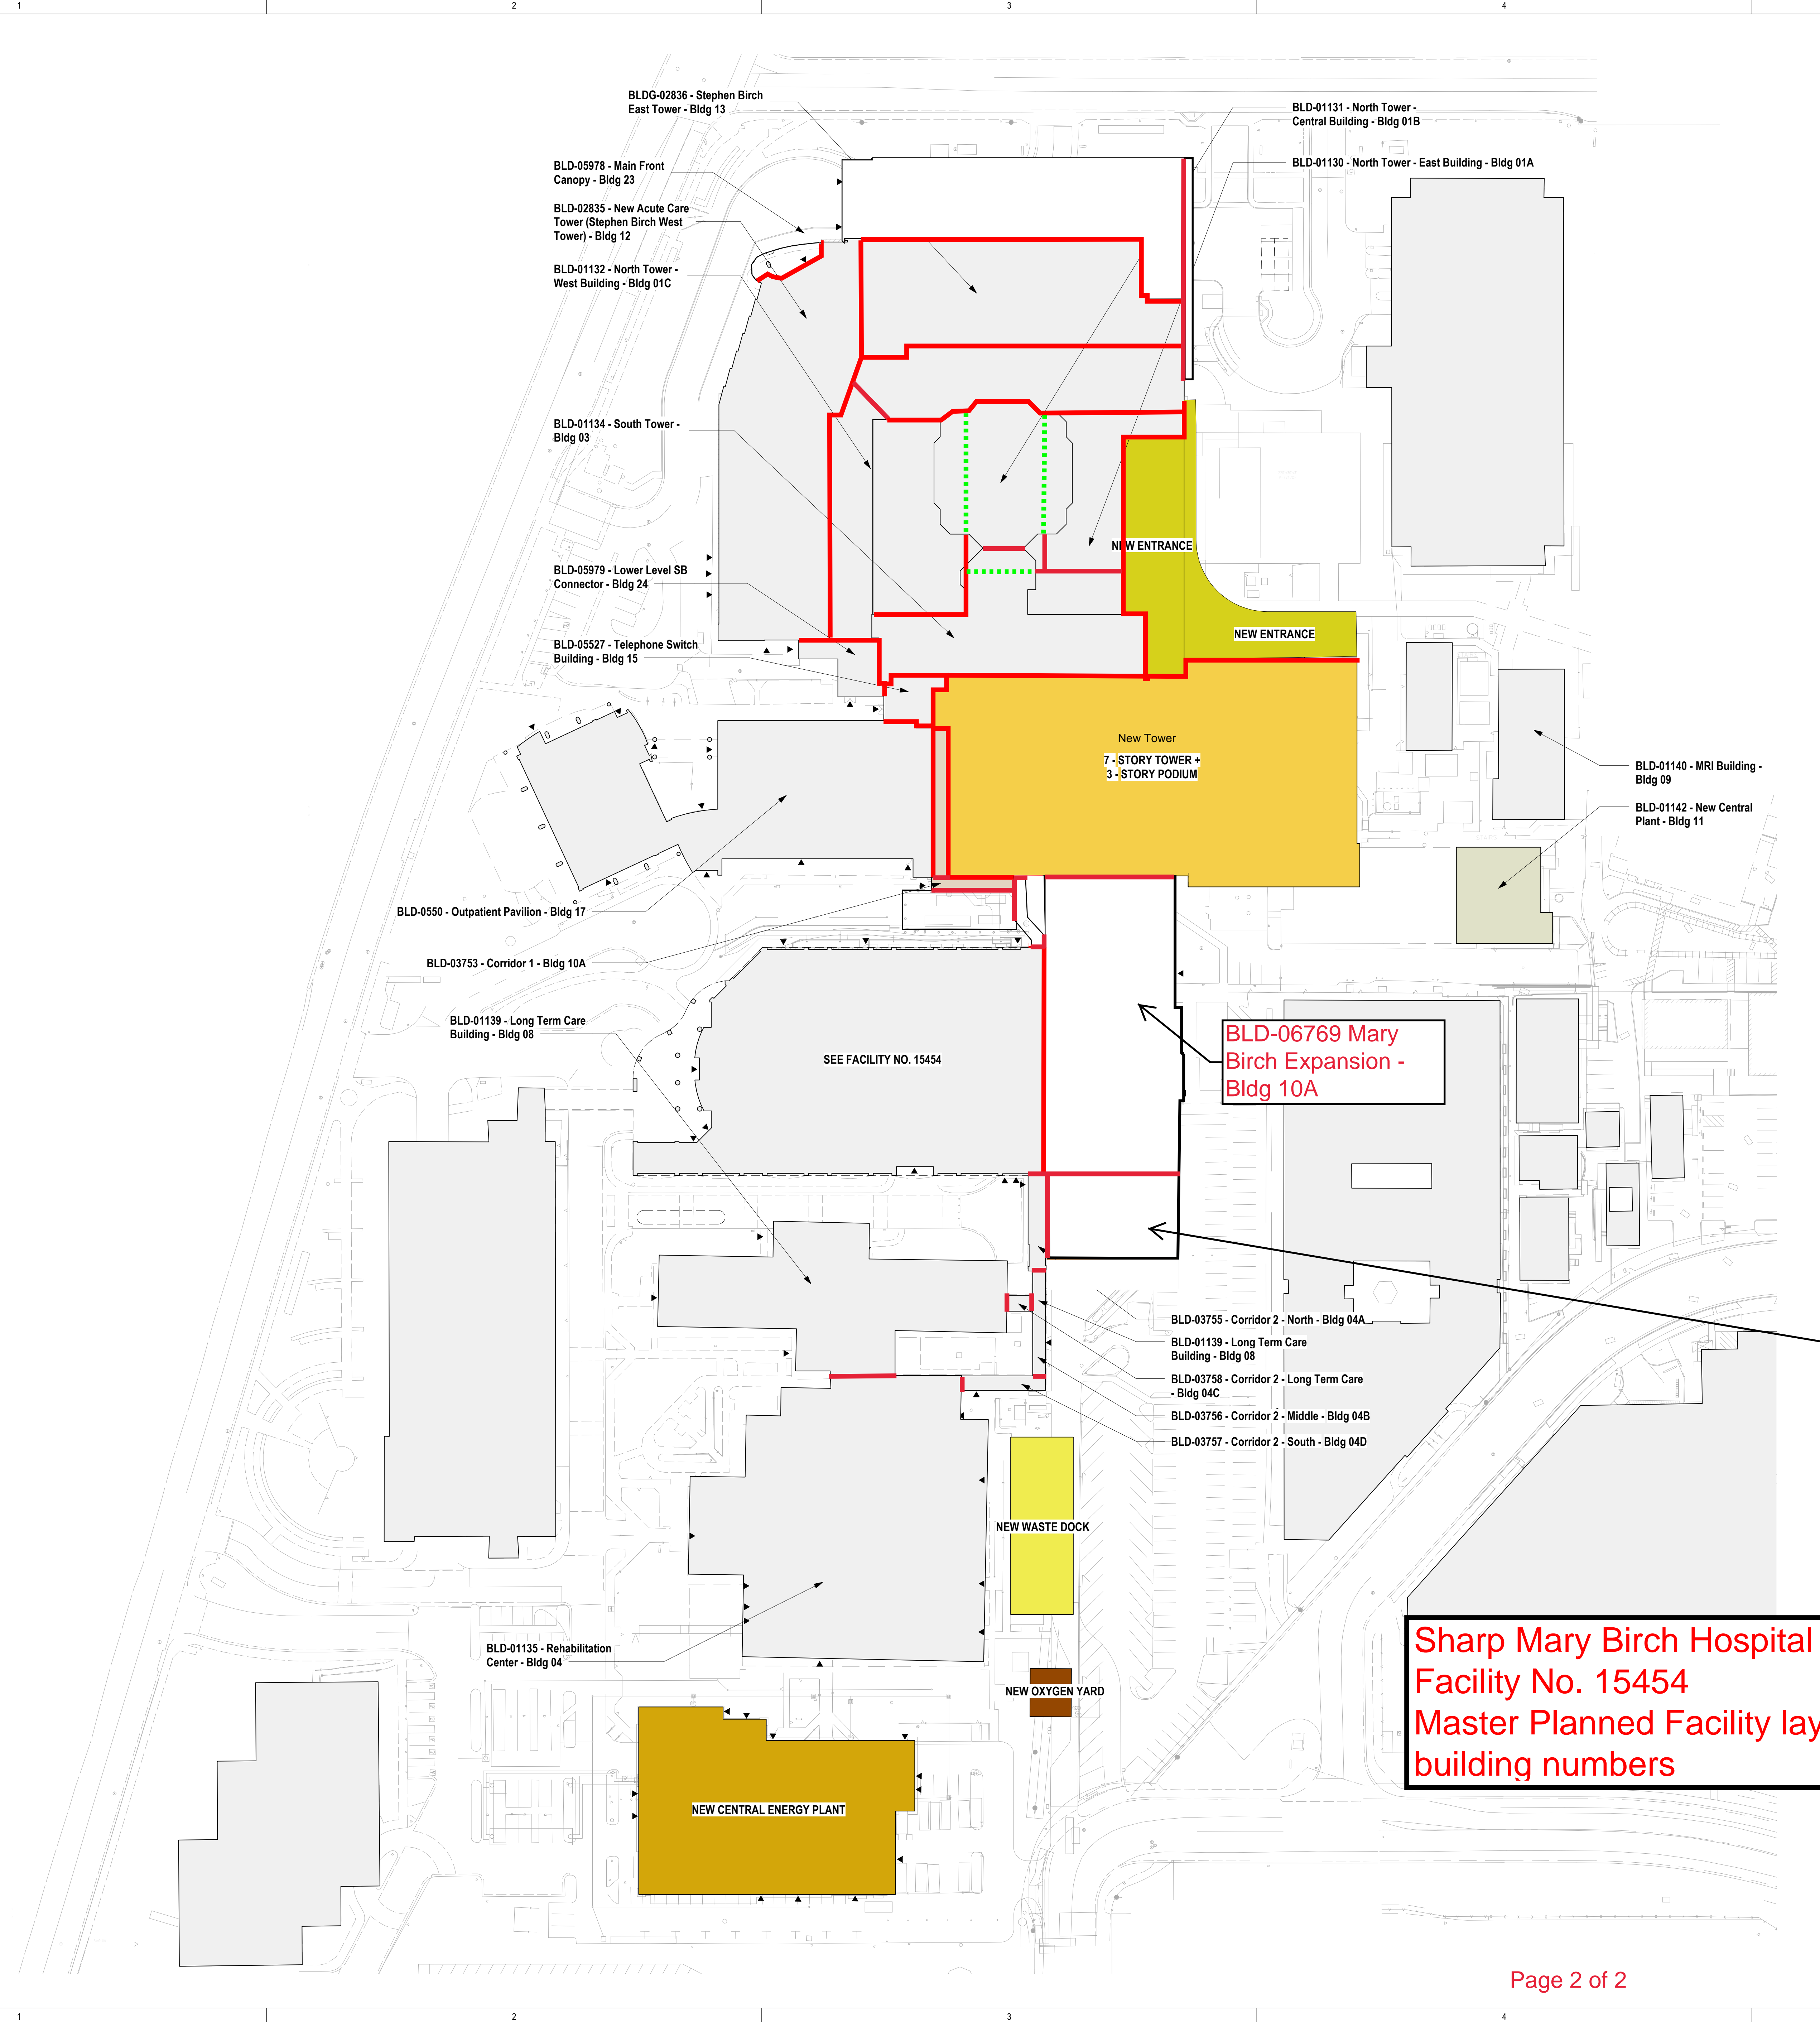 1 2 3 4
BLDG-02836 - Stephen Birch
East Tower - Bldg 13
BLD-01131 - North Tower -
Central Building - Bldg 01B
BLD-05978 - Main Front
Canopy - Bldg 23
BLD-01130 - North Tower - East Building - Bldg 01A
BLD-02835 - New Acute Care
Tower (Stephen Birch West
Tower) - Bldg 12
BLD-01132 - North Tower -
West Building - Bldg 01C
BLD-01134 - South Tower -
Bldg 03
NEW ENTRANCE
BLD-05979 - Lower Level SB
Connector - Bldg 24
NEW ENTRANCE
BLD-05527 - Telephone Switch
Building - Bldg 15
New Tower
7 - STORY TOWER +
3 - STORY PODIUM
BLD-01140 - MRI Building -
Bldg 09
BLD-01142 - New Central
Plant - Bldg 11
BLD-0550 - Outpatient Pavilion - Bldg 17
BLD-03753 - Corridor 1 - Bldg 10A
BLD-01139 - Long Term Care
Building - Bldg 08
SEE FACILITY NO. 15454
BLD-06769 Mary
Birch Expansion -
Bldg 10A
BLD-03755 - Corridor 2 - North - Bldg 04A
BLD-01139 - Long Term Care
Building - Bldg 08
BLD-03758 - Corridor 2 - Long Term Care
- Bldg 04C
BLD-03756 - Corridor 2 - Middle - Bldg 04B
BLD-03757 - Corridor 2 - South - Bldg 04D
NEW WASTE DOCK
BLD-01135 - Rehabilitation
Center - Bldg 04
NEW OXYGEN YARD
Sharp Mary Birch Hospital
Facility No. 15454
Master Planned Facility lay
building numbers
NEW CENTRAL ENERGY PLANT
Page 2 of 2
1 2 3 4